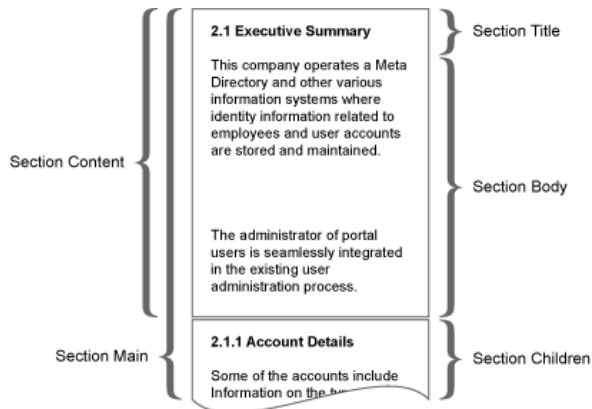 2.1 Executive Summary
Section Title
This company operates a Meta
Directory and other various
information systems where
identity information related to
employees and user accounts
are stored and maintained.
Section Content
Section Body
The administrator of portal
users is seamlessly integrated
in the existing user
administration process.
2.1.1 Account Details
Section Main
Section Children
Some of the accounts include
Information on the